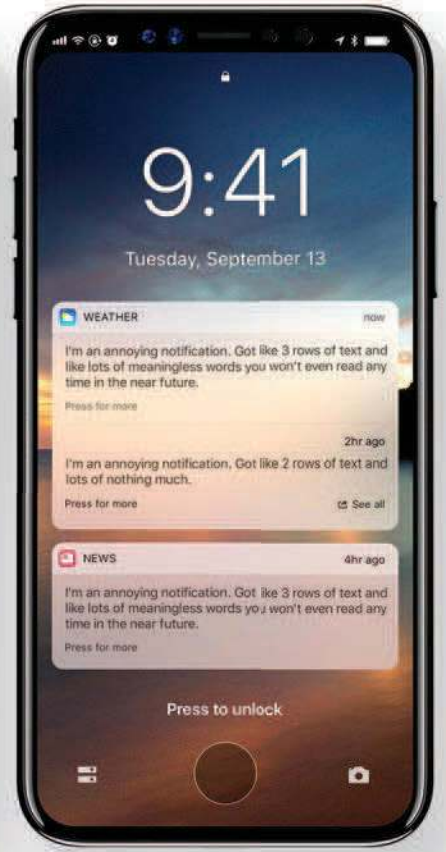 9:41
Tuesday, September 13
WEATHER now
I'm an annoying notification. Got like 3 rows of text and
like lots of meaningless words you won't even read any
time in the near future.
Press for more
2hr ago
I'm an annoying notification. Got like 2 rows of text and
lots of nothing much.
Press for more See all
NEWS 4hr ago
I'm an annoying notification. Got like 3 rows of text and
like lots of meaningless words you won't even read any
time in the near future.
Press for more
Press to unlock